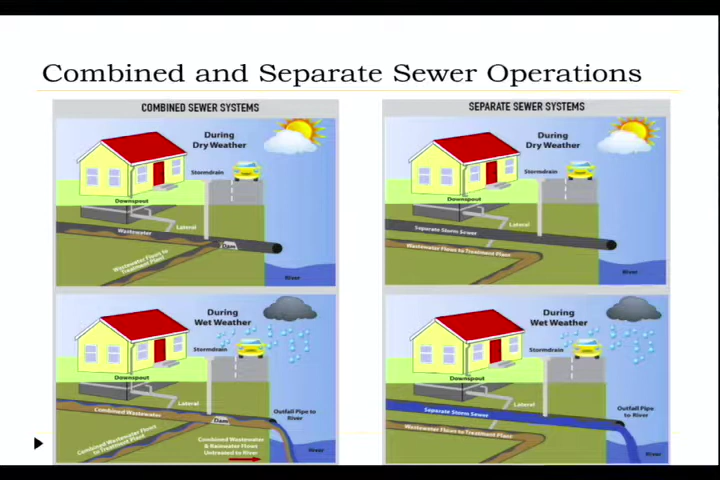 Combined and Separate Sewer Operations
COMBINED SEWER SYSTEMS
During
Dry Weather
Stormdrain
Downspout
Lateral
Wastewater
Dam
Wastewater Flows to
Treatment Plant
River
SEPARATE SEWER SYSTEMS
During
Dry Weather
Stormdrain
Downspout
Lateral
Separate Storm Sewer
Wastewater Flows to Treatment Plant
River
During
Wet Weather
Stormdrain
Downspout
Lateral
Outfall Pipe to
River
Combined Wastewater
Dam
Combined Wastewater Flows
to Treatment Plant
Combined Wastewater
& Rainwater Flows
Untreated to River
River
During
Wet Weather
Stormdrain
Downspout
Lateral
Outfall Pipe to
River
Separate Storm Sewer
Wastewater Flows to Treatment Plant
River